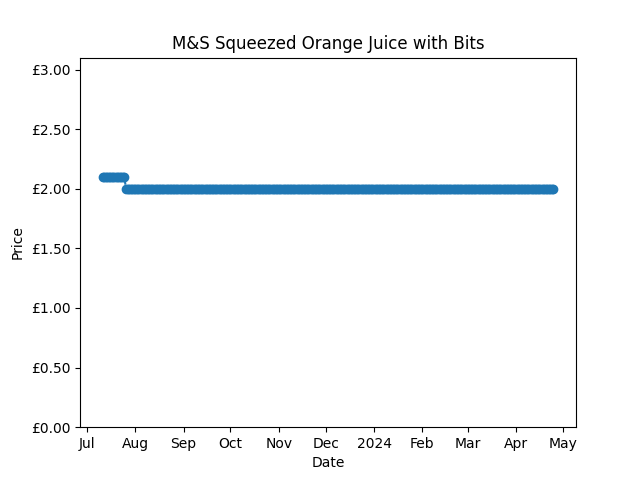 M&S Squeezed Orange Juice with Bits
£3.00
£2.50
£2.00
£1.50
£1.00
£0.50
£0.00
Price
Jul Aug Sep Oct Nov Dec 2024 Feb Mar Apr May
Date